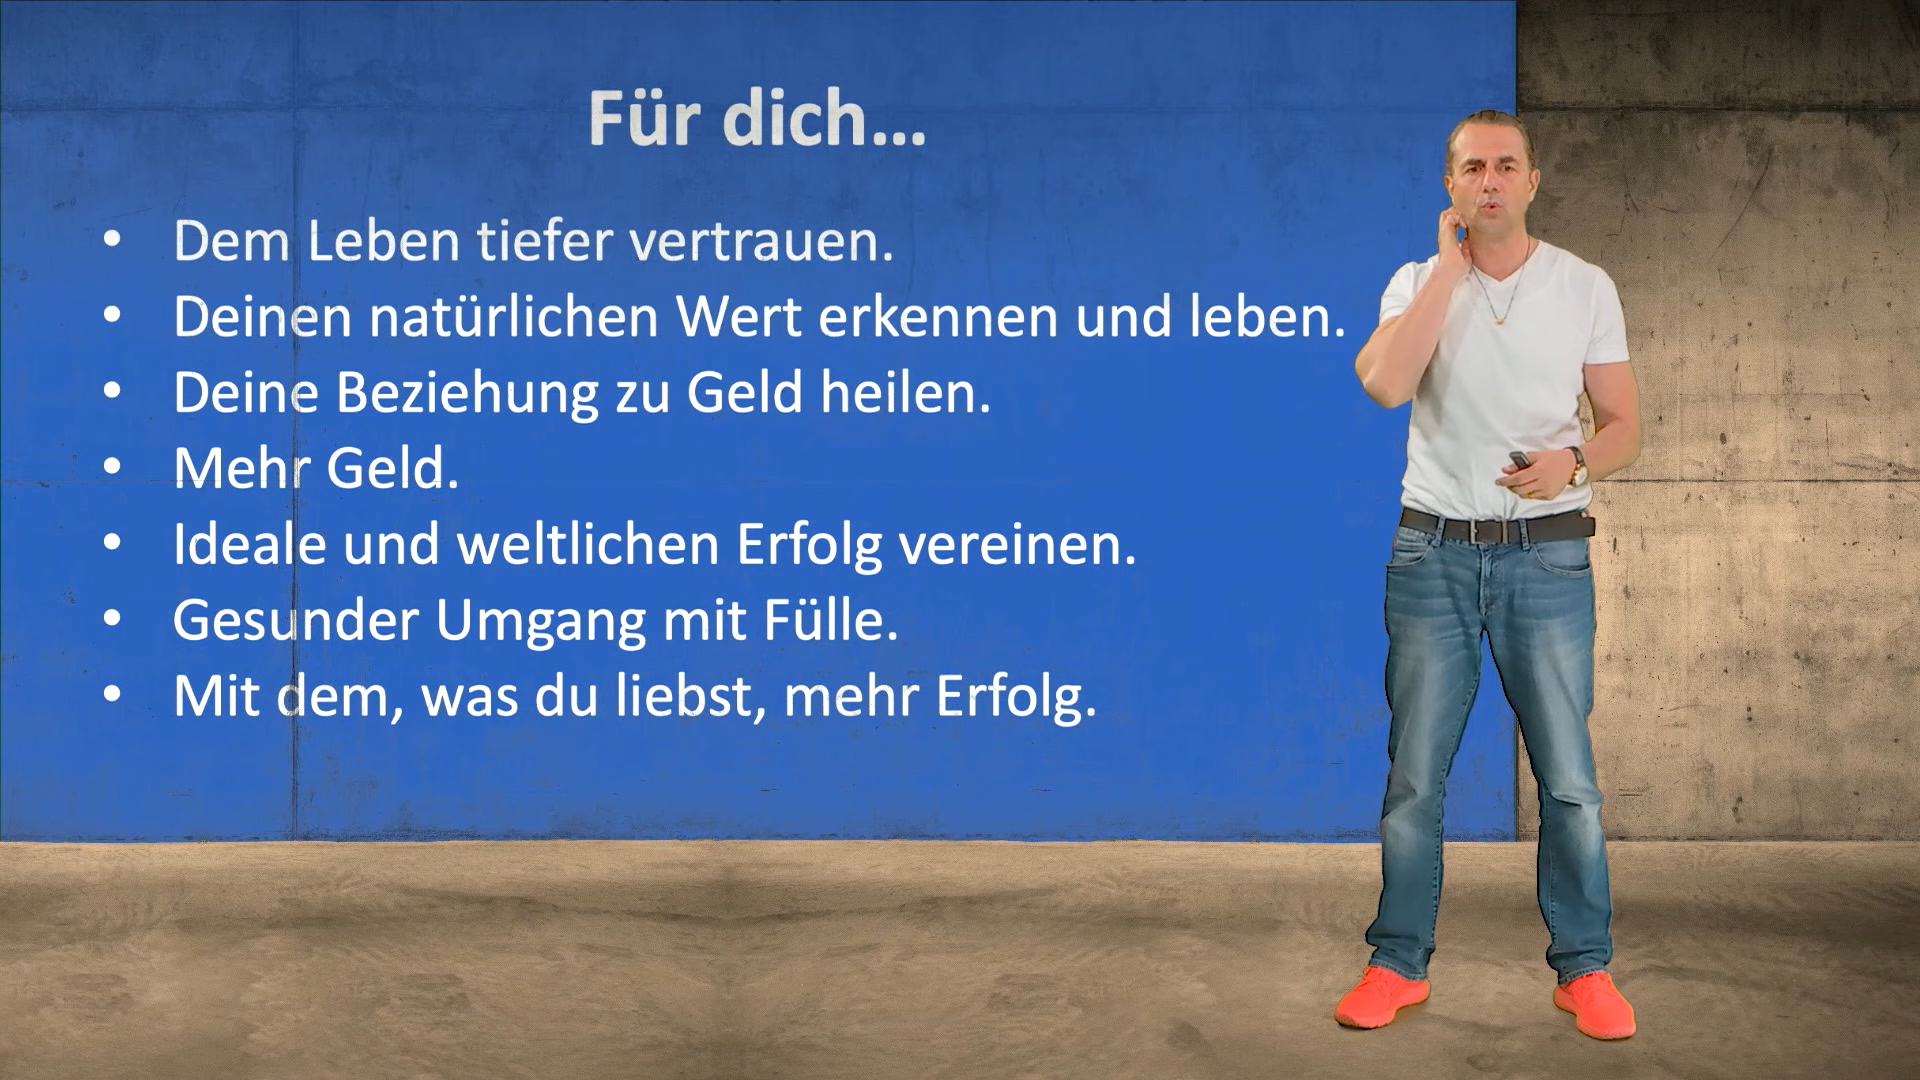 Für dich...
• Dem Leben tiefer vertrauen.
• Deinen natürlichen Wert erkennen und leben.
• Deine Beziehung zu Geld heilen.
• Mehr Geld.
• Ideale und weltlichen Erfolg vereinen.
• Gesunder Umgang mit Fülle.
• Mit dem, was du liebst, mehr Erfolg.